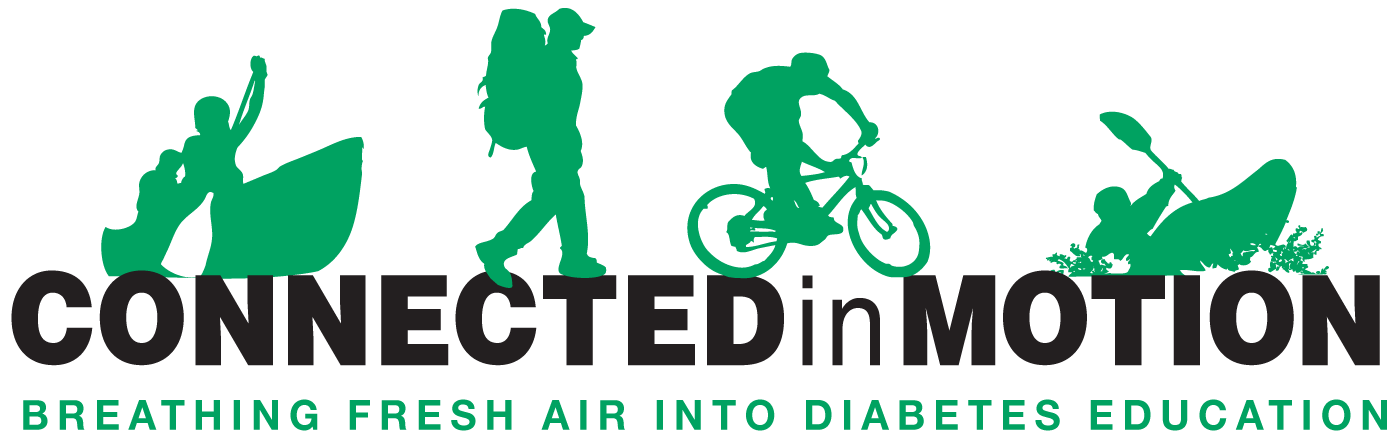 CONNECTEDinMOTION
BREATHING FRESH AIR INTO DIABETES EDUCATION